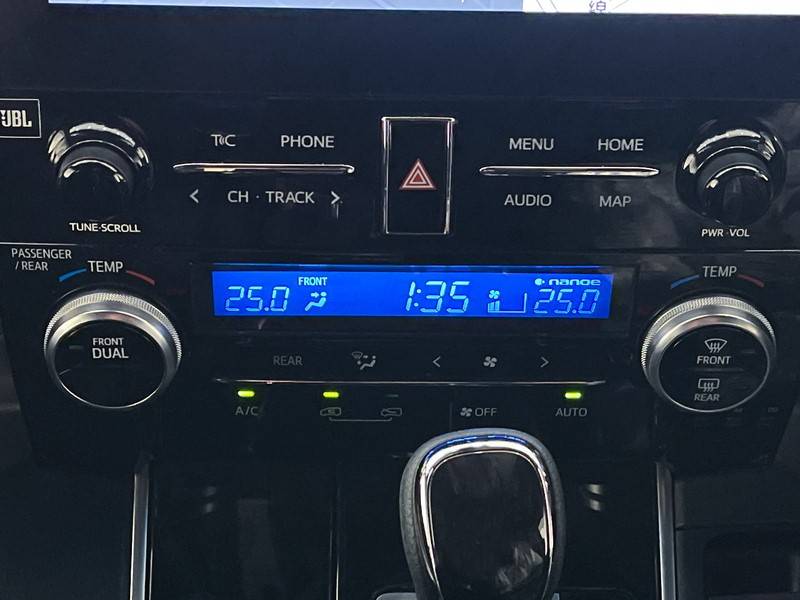 線
JBL
T C PHONE
MENU HOME
CH · TRACK
AUDIO MAP
TUNE·SCROLL
PWR·VOL
PASSENGER
/ REAR
TEMP
TEMP
FRONT
nanoe
25.0 1:35 25.0
FRONT
DUAL
FRONT
REAR
REAR
A/C OFF AUTO